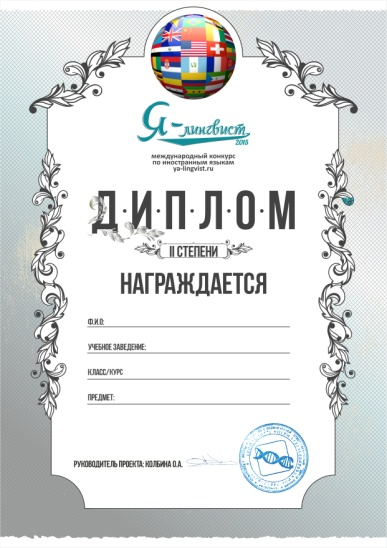 Я-лингвист
2015
международный конкурс
по иностранным языкам
ya-lingvist.ru
Д·И·П·Л·О·М
II СТЕПЕНИ
НАГРАЖДАЕТСЯ
Ф.И.О:
УЧЕБНОЕ ЗАВЕДЕНИЕ:
КЛАСС/КУРС
ПРЕДМЕТ:
РУКОВОДИТЕЛЬ ПРОЕКТА: КОЛБИНА О.А.